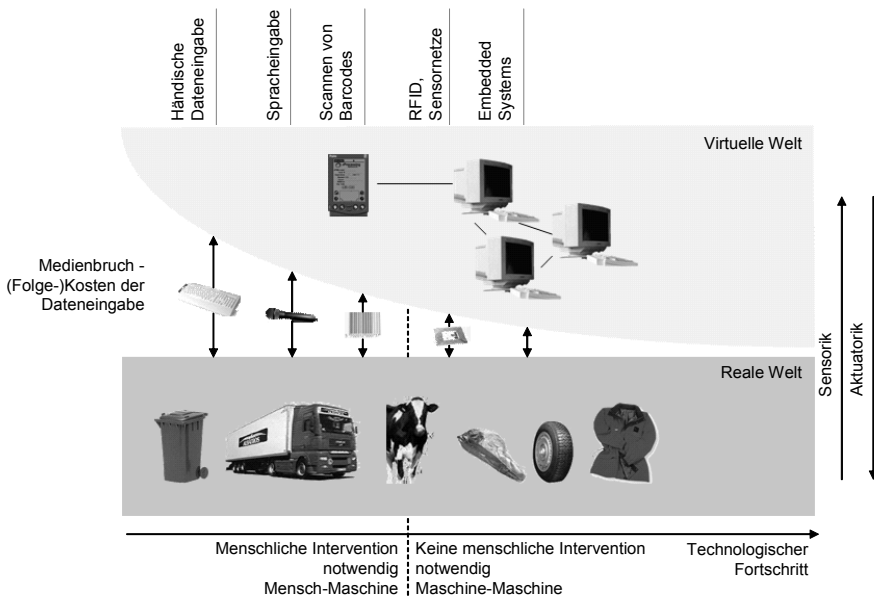 Händische
Dateneingabe
Spracheingabe
Scannen von
Barcodes
RFID,
Sensornetze
Embedded
Systems
Virtuelle Welt
Medienbruch -
(Folge-)Kosten der
Dateneingabe
Reale Welt
Sensorik
Aktuatorik
Menschliche Intervention
notwendig
Mensch-Maschine
Keine menschliche Intervention
notwendig
Maschine-Maschine
Technologischer
Fortschritt